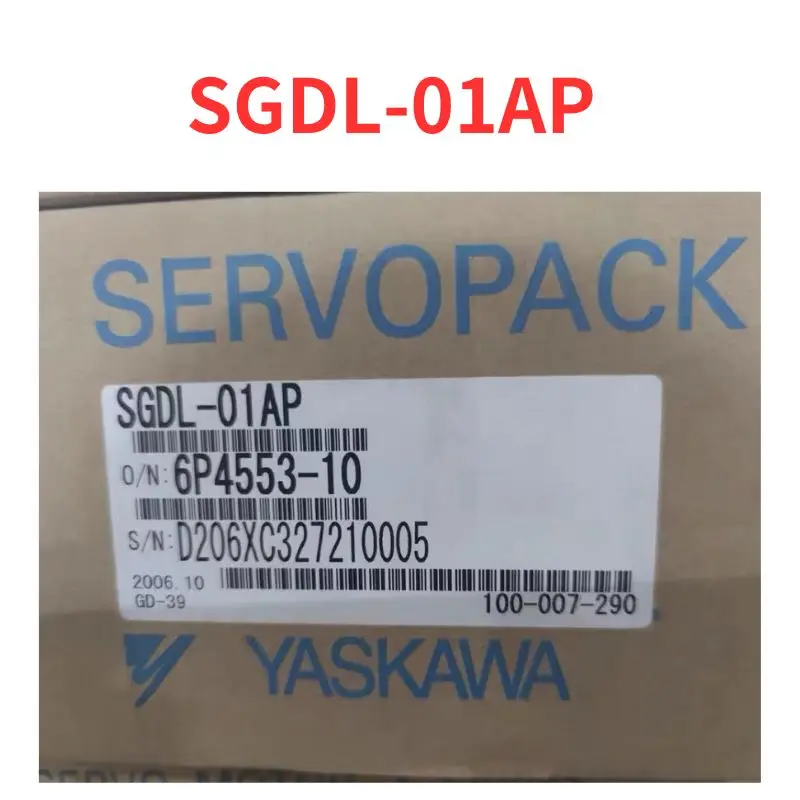 SGDL-01AP
SERVOPACK
SGDL-01AP
O/N: 6P4553-10
S/N: D206XC327210005
2006.10
GD-39 100-007-290
YASKAWA